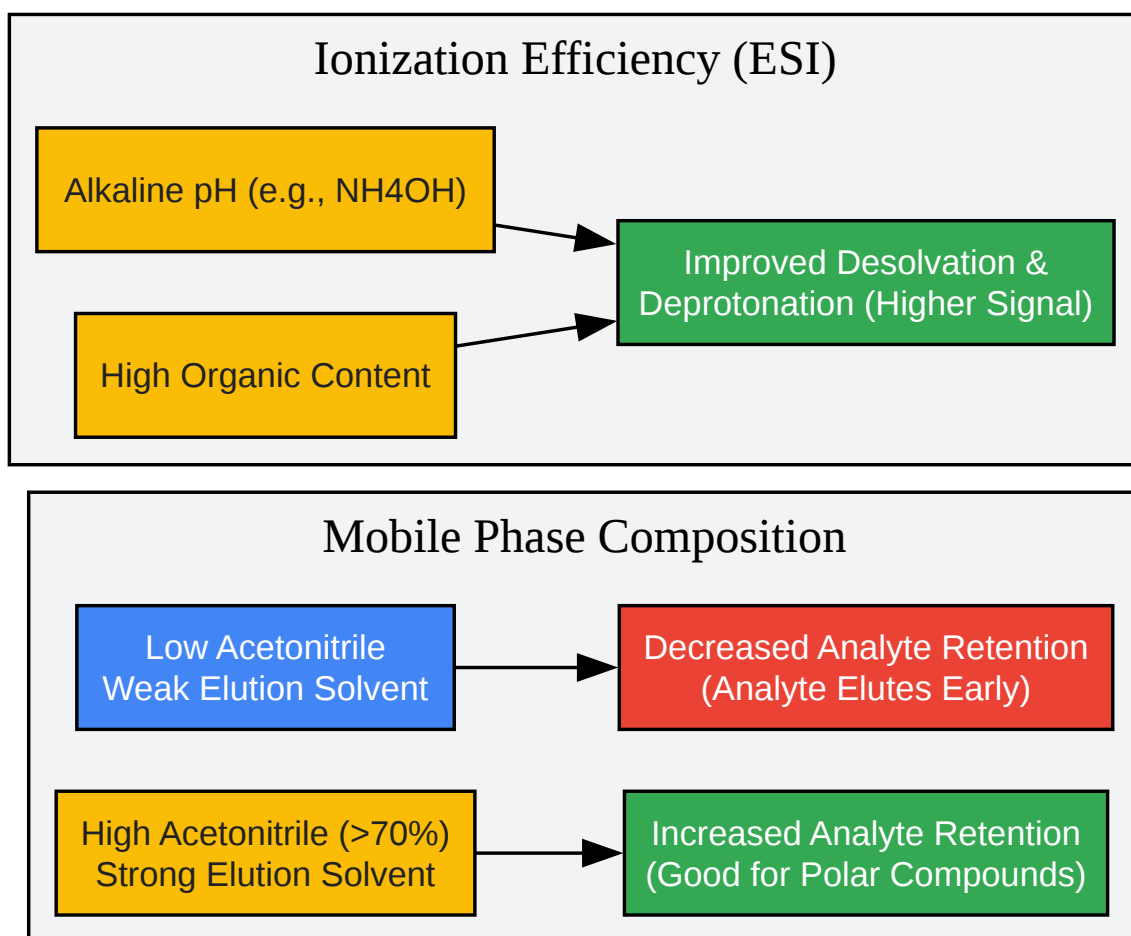 Ionization Efficiency (ESI)
Alkaline pH (e.g., NH4OH)
Improved Desolvation &
Deprotonation (Higher Signal)
High Organic Content
Mobile Phase Composition
Low Acetonitrile
Weak Elution Solvent
Decreased Analyte Retention
(Analyte Elutes Early)
High Acetonitrile (>70%)
Strong Elution Solvent
Increased Analyte Retention
(Good for Polar Compounds)